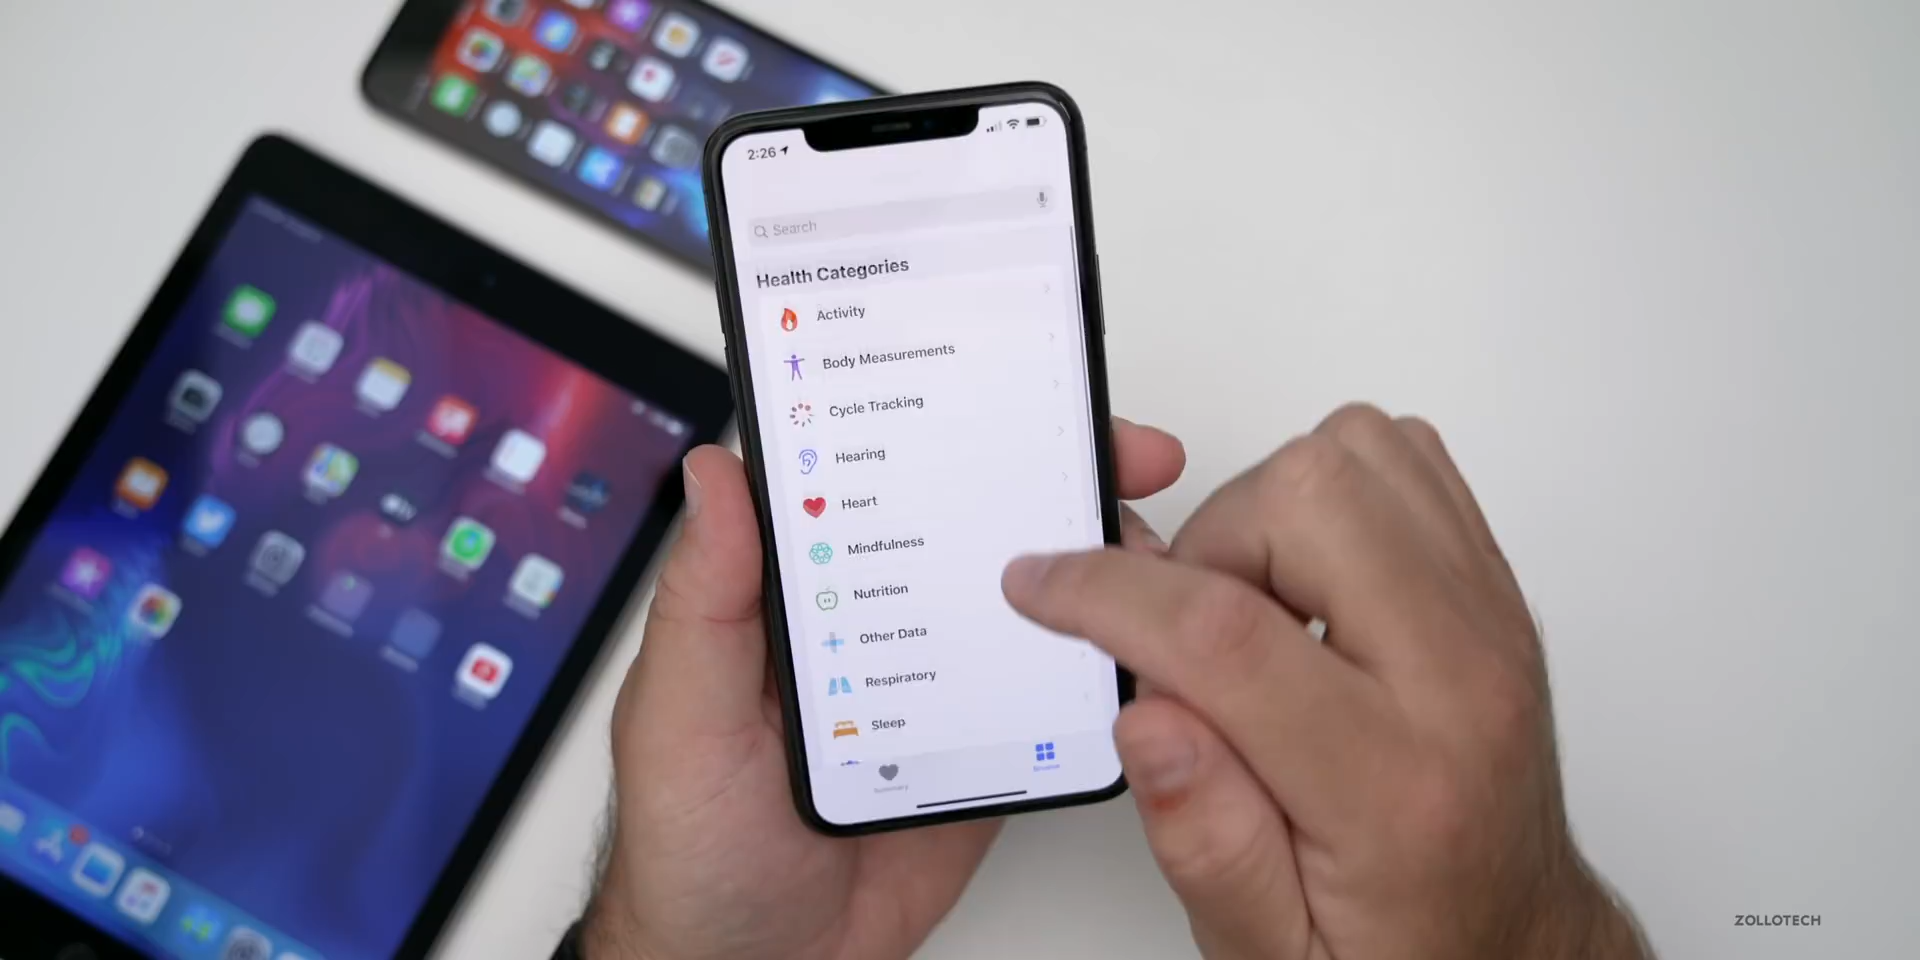 2:26
Search
Health Categories
Activity
Body Measurements
Cycle Tracking
Hearing
Heart
Mindfulness
Nutrition
Other Data
Respiratory
Sleep
Summary
Browse
ZOLLOTECH